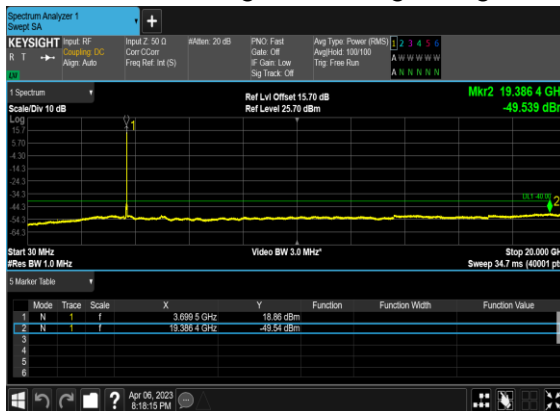 Spectrum Analyzer 1
Swept SA
KEYSIGHT Input: RF Input Z: 50 Ω #Atten: 20 dB PNO: Fast Avg Type: Power (RMS) 1 2 3 4 5 6
R T Coupling: DC Corr CCorr Gate: Off Avg|Hold: 100/100 A W W W W W
Align: Auto Freq Ref: Int (S) IF Gain: Low Trig: Free Run
Sig Track: Off A N N N N N
1 Spectrum Ref Lvl Offset 15.70 dB Mkr2 19.386 4 GH
Scale/Div 10 dB Ref Level 25.70 dBm -49.539 dBm
Log
15.7
1
5.70
-4.30
-14.3
-24.3
-34.3
-44.3
2
-54.3
-64.3
Start 30 MHz Video BW 3.0 MHz* Stop 20.000 GH
#Res BW 1.0 MHz Sweep 34.7 ms (40001 pt
5 Marker Table
Mode Trace Scale X Y Function Function Width Function Value
1 N 1 f 3.699 5 GHz 18.86 dBm
2 N 1 f 19.386 4 GHz -49.54 dBm
3
4
5
6
? Apr 06, 2023
8:18:15 PM